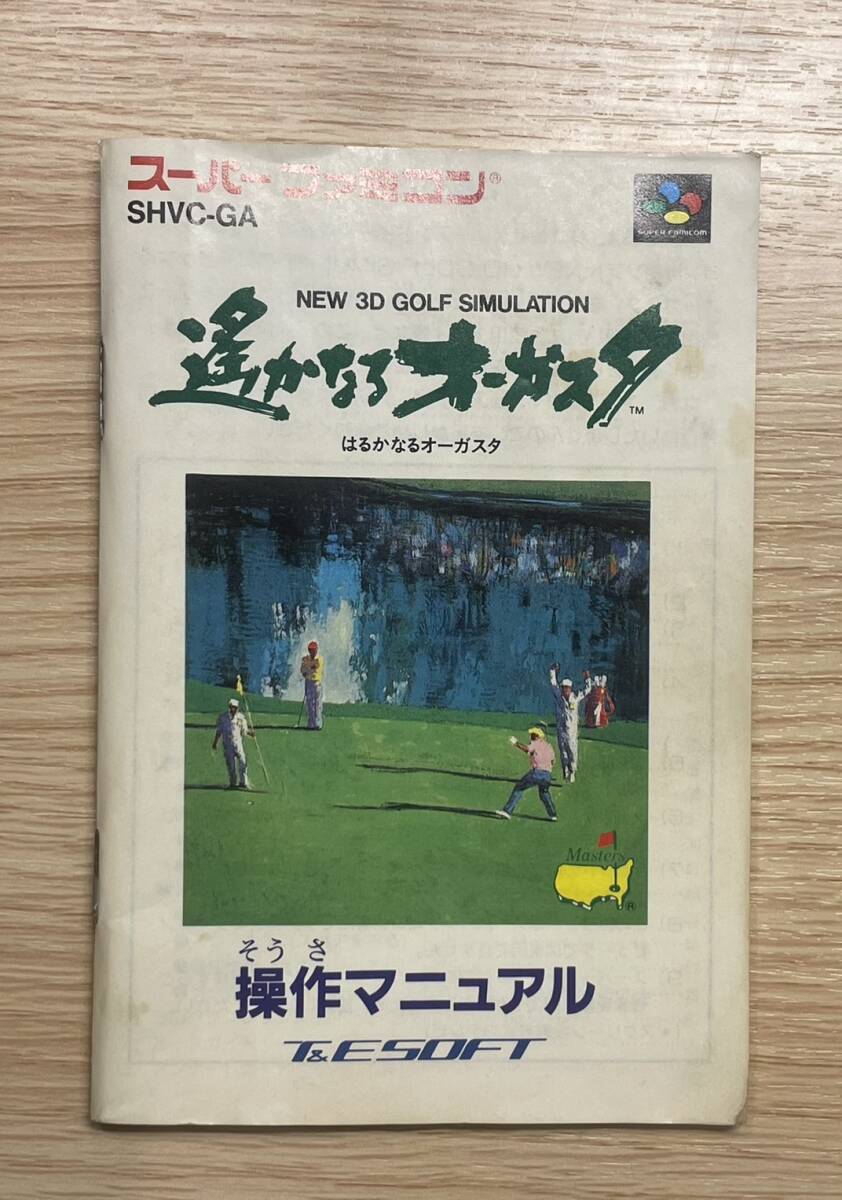 スーパーファミコン®
SHVC-GA
SUPER FAMICOM
NEW 3D GOLF SIMULATION
遙かなるオーガスタ™
はるかなるオーガスタ
Masters
®
そうさ
操作マニュアル
T&E SOFT